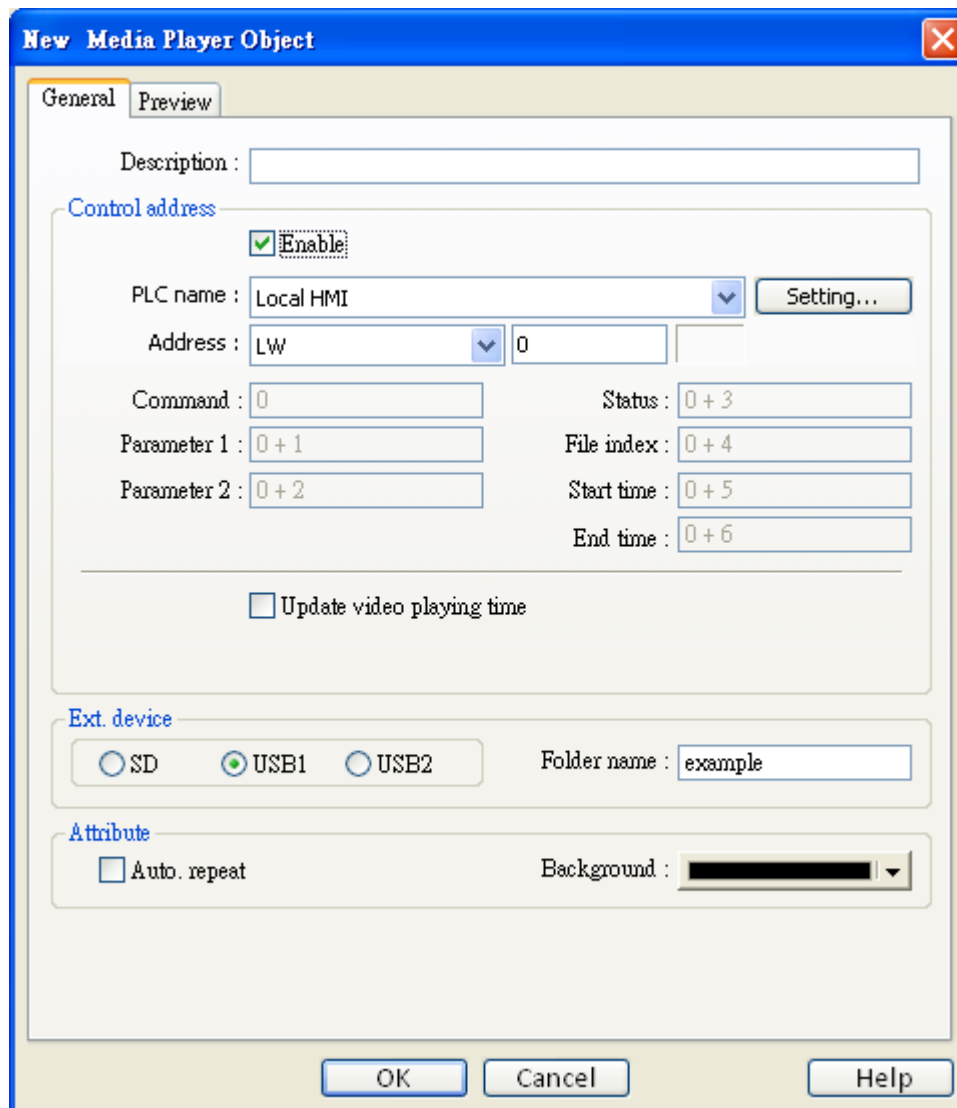 New Media Player Object
General Preview
Description :
Control address
Enable
PLC name : Local HMI Setting...
Address : LW 0
Command : 0 Status : 0 + 3
Parameter 1 : 0 + 1 File index : 0 + 4
Parameter 2 : 0 + 2 Start time : 0 + 5
End time : 0 + 6
Update video playing time
Ext. device
SD USB1 USB2 Folder name : example
Attribute
Auto. repeat Background :
OK Cancel Help